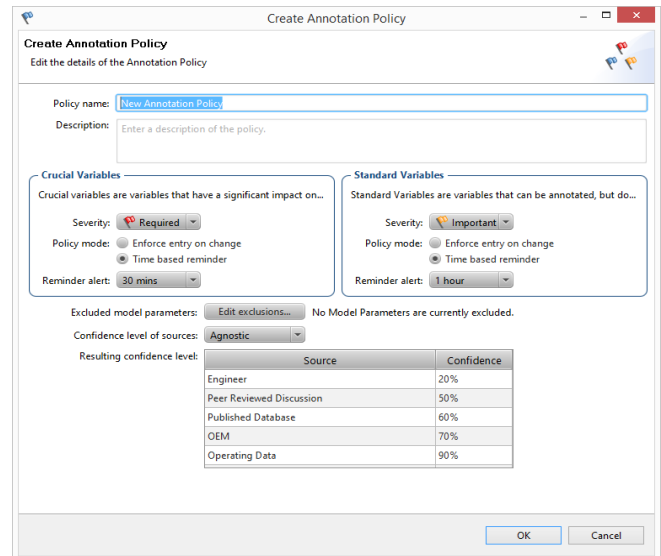 Create Annotation Policy
Create Annotation Policy
Edit the details of the Annotation Policy
Policy name: New Annotation Policy
Description: Enter a description of the policy.
Crucial Variables
Crucial variables are variables that have a significant impact on...
Severity: Required
Policy mode: Enforce entry on change
Time based reminder
Reminder alert: 30 mins
Standard Variables
Standard Variables are variables that can be annotated, but do...
Severity: Important
Policy mode: Enforce entry on change
Time based reminder
Reminder alert: 1 hour
Excluded model parameters: Edit exclusions... No Model Parameters are currently excluded.
Confidence level of sources: Agnostic
Resulting confidence level: Source Confidence
Engineer 20%
Peer Reviewed Discussion 50%
Published Database 60%
OEM 70%
Operating Data 90%
OK Cancel